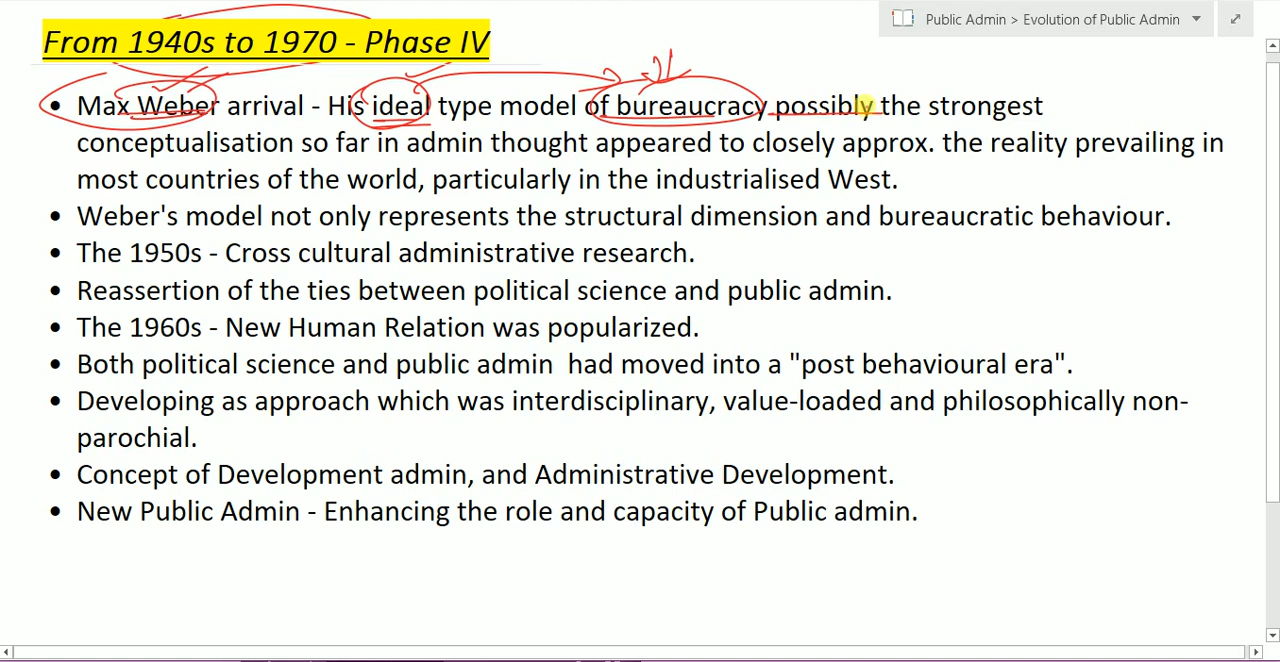 Public Admin > Evolution of Public Admin
From 1940s to 1970 - Phase IV
• Max Weber arrival - His ideal type model of bureaucracy possibly the strongest
conceptualisation so far in admin thought appeared to closely approx. the reality prevailing in
most countries of the world, particularly in the industrialised West.
• Weber's model not only represents the structural dimension and bureaucratic behaviour.
• The 1950s - Cross cultural administrative research.
• Reassertion of the ties between political science and public admin.
• The 1960s - New Human Relation was popularized.
• Both political science and public admin  had moved into a "post behavioural era".
• Developing as approach which was interdisciplinary, value-loaded and philosophically non-
parochial.
• Concept of Development admin, and Administrative Development.
• New Public Admin - Enhancing the role and capacity of Public admin.